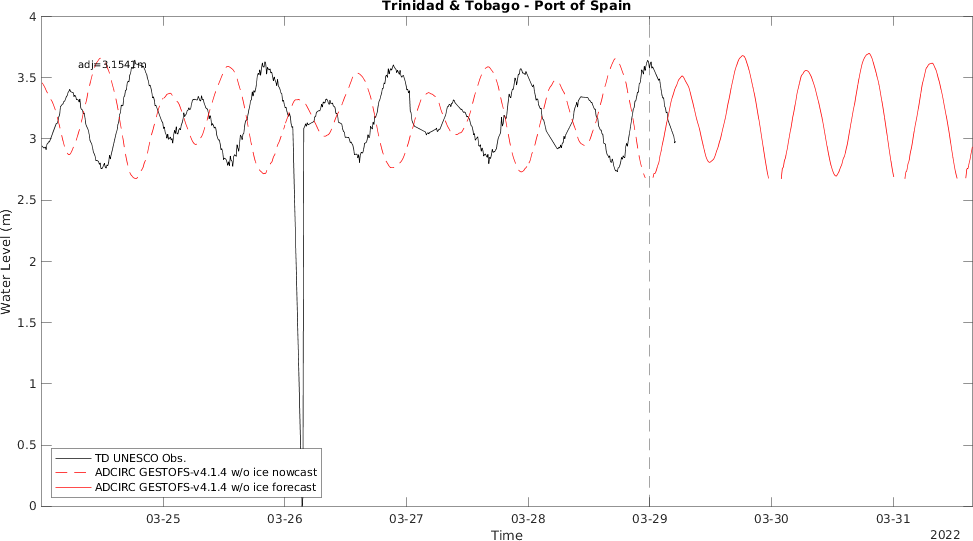 Trinidad & Tobago - Port of Spain
adj=3.1541m
Water Level (m)
4
3.5
3
2.5
2
1.5
1
0.5
0
TD UNESCO Obs.
ADCIRC GESTOFS-v4.1.4 w/o ice nowcast
ADCIRC GESTOFS-v4.1.4 w/o ice forecast
03-25
03-26
03-27
03-28
03-29
03-30
03-31
Time
2022